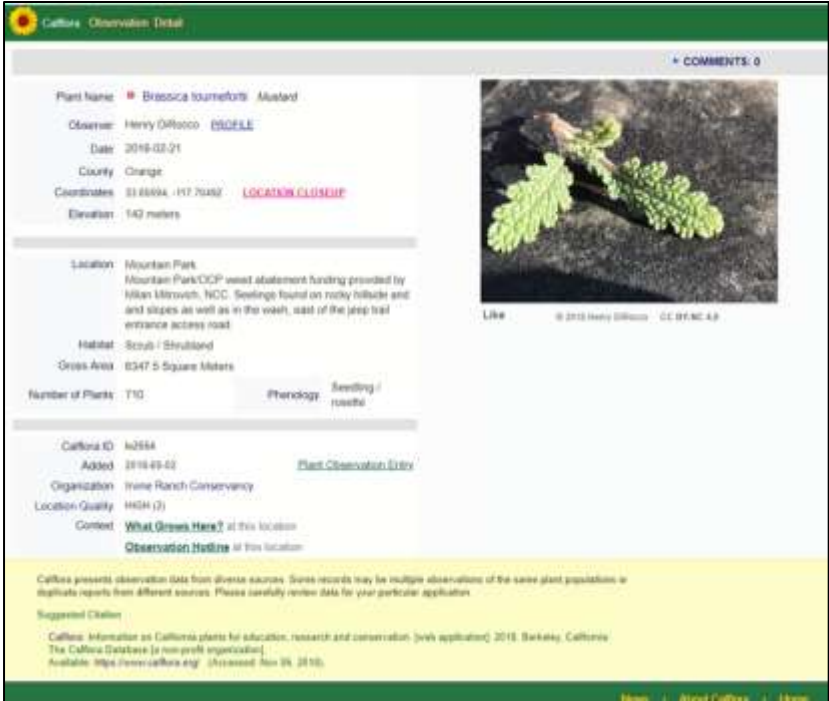 Calflora Observation Detail
COMMENTS: 0
Plant Name Brassica tournefortii Mustard
Observer Henry DiRocco PROFILE
Date 2018-02-21
County Orange
Coordinates LOCATION CLOSEUP
Elevation 142 meters
Location Mountain Park
Mountain Park/OCP weed abatement funding provided by
Milan Mitrovich, NCC. Seetings found on rocky hillside and
and slopes as well as in the wash, east of the jeep trail
entrance access road.
Habitat Scrub / Shrubland
Gross Area 6347.5 Square Meters
Number of Plants 710 Phenology Seedling /
rosette
Like © 2018 Henry DiRocco CC BY-NC 4.0
Calflora ID
Added Plant Observation Entry
Organization Irvine Ranch Conservancy
Location Quality HIGH (2)
Context What Grows Here? at this location
Observation Hotline at this location
Calflora presents observation data from diverse sources. Some records may be multiple observations of the same plant populations or
duplicate reports from different sources. Please carefully review data for your particular application.
Suggested Citation
Calflora: Information on California plants for education, research and conservation. [web application]. 2018. Berkeley, California:
The Calflora Database [a non-profit organization].
Available: https://www.calflora.org/ (Accessed: Nov 2018).
News | About Calflora | Home